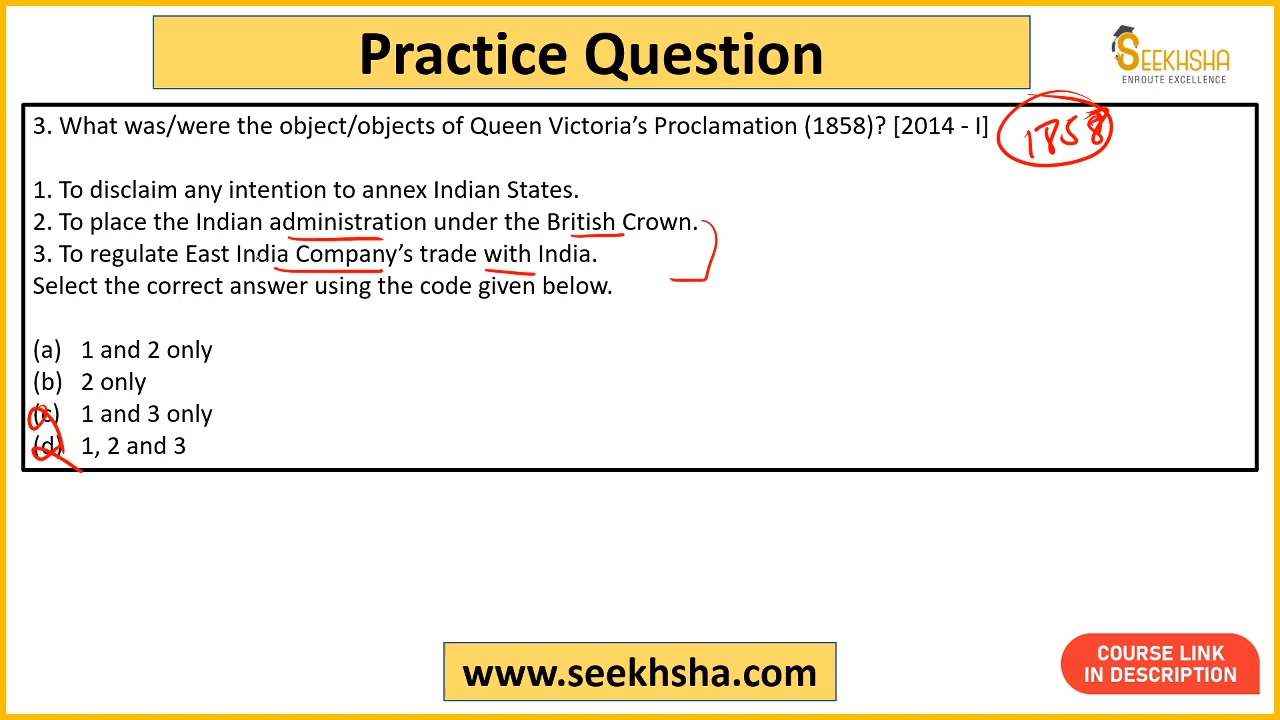 Practice Question
SEEKHSHA
ENROUTE EXCELLENCE
3. What was/were the object/objects of Queen Victoria’s Proclamation (1858)? [2014 - I]
1858
1. To disclaim any intention to annex Indian States.
2. To place the Indian administration under the British Crown.
3. To regulate East India Company’s trade with India.
Select the correct answer using the code given below.
(a) 1 and 2 only
(b) 2 only
(c) 1 and 3 only
(d) 1, 2 and 3
www.seekhsha.com
COURSE LINK
IN DESCRIPTION